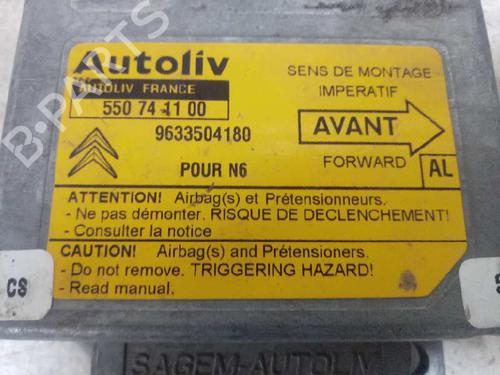 Autoliv
AUTOLIV FRANCE
550 74 11 00
9633504180
POUR N6
SENS DE MONTAGE
IMPERATIF
AVANT
FORWARD
AL
ATTENTION! Airbag(s) et Prétensionneurs.
- Ne pas démonter. RISQUE DE DECLENCHEMENT!
- Consulter la notice
CAUTION! Airbag(s) and Prétensioners.
- Do not remove. TRIGGERING HAZARD!
- Read manual.
CS
SAGEM-AUTOLIV
B-PARTS